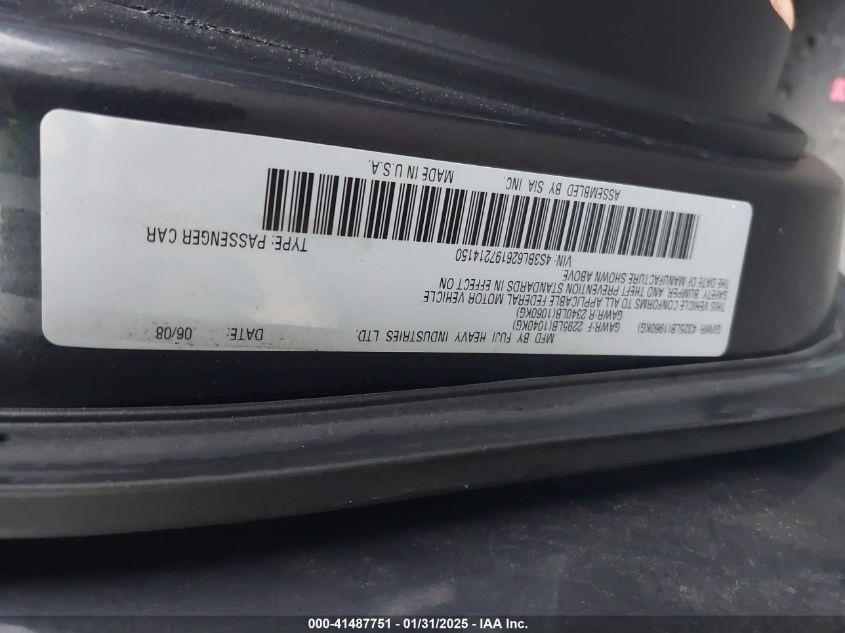 MFD BY FUJI HEAVY INDUSTRIES LTD. DATE: 06/08
GVWR: 4325LB(1960KG)
GAWR-F: 2295LB(1040KG)
GAWR-R: 2340LB(1060KG)
THIS VEHICLE CONFORMS TO ALL APPLICABLE FEDERAL MOTOR VEHICLE
SAFETY, BUMPER, AND THEFT PREVENTION STANDARDS IN EFFECT ON
THE DATE OF MANUFACTURE SHOWN ABOVE.
VIN: 4S3BL626197214150 TYPE: PASSENGER CAR
ASSEMBLED BY SIA INC. MADE IN U.S.A.
000-41487751 - 01/31/2025 - IAA Inc.